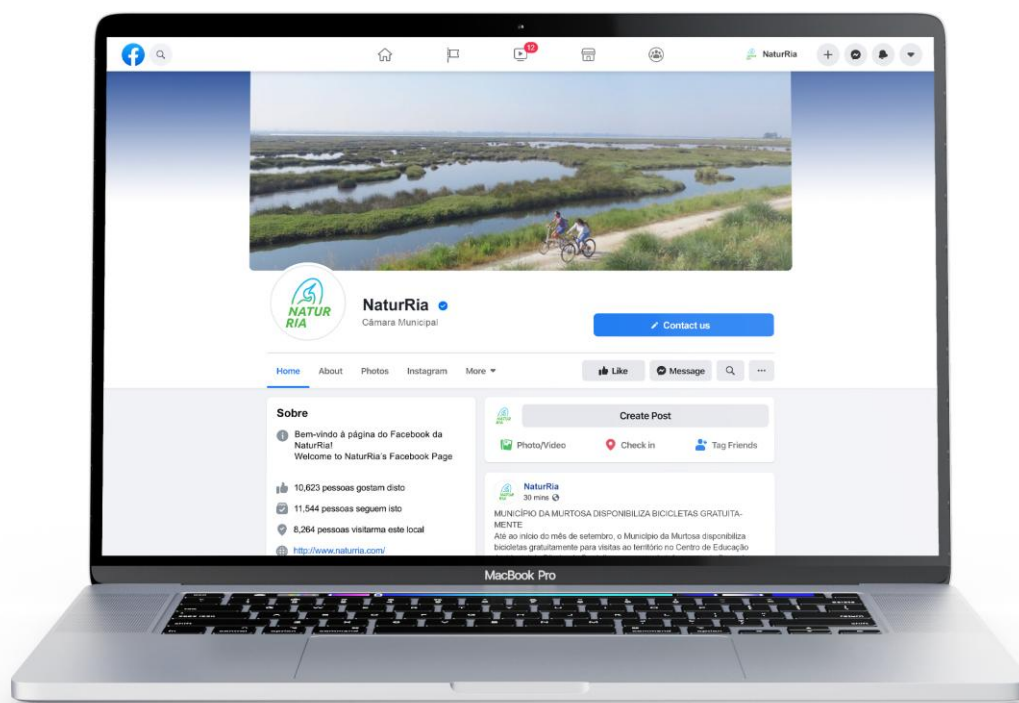 12
NaturRia
NATUR
RIA
NaturRia
Câmara Municipal
Contact us
Home About Photos Instagram More
Like Message
Sobre
Bem-vindo à página do Facebook da
NaturRia!
Welcome to NaturRia's Facebook Page
10,623 pessoas gostam disto
11,544 pessoas seguem isto
8,264 pessoas visitarma este local
http://www.naturria.com/
Create Post
Photo/Video Check in Tag Friends
NaturRia
30 mins
MUNICÍPIO DA MURTOSA DISPONIBILIZA BICICLETAS GRATUITA-
MENTE
Até ao início do mês de setembro, o Município da Murtosa disponibiliza
bicicletas gratuitamente para visitas ao território no Centro de Educação
MacBook Pro